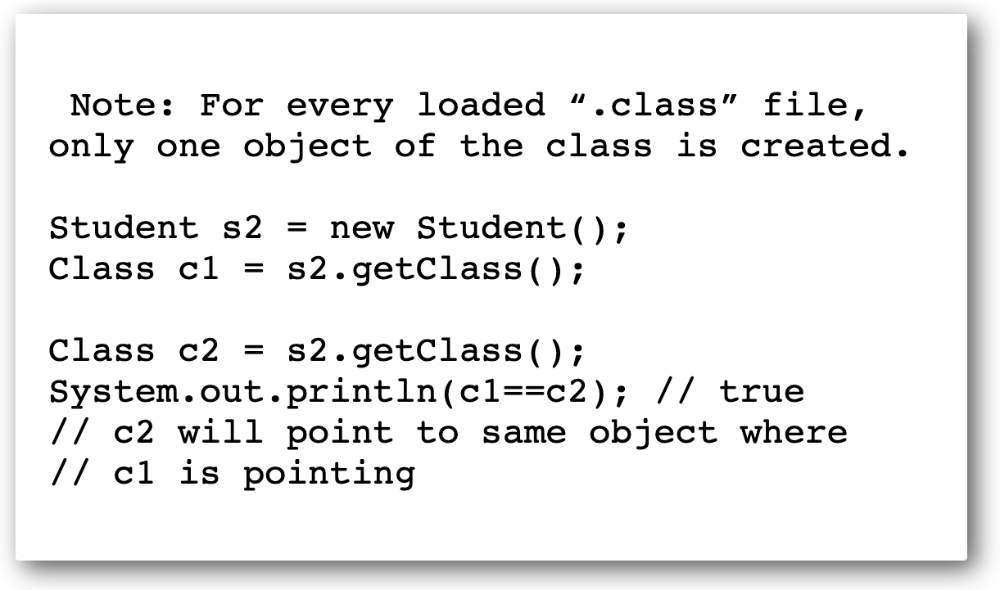 Note: For every loaded “.class” file,
only one object of the class is created.
Student s2 = new Student();
Class c1 = s2.getClass();
Class c2 = s2.getClass();
System.out.println(c1==c2); // true
// c2 will point to same object where
// c1 is pointing